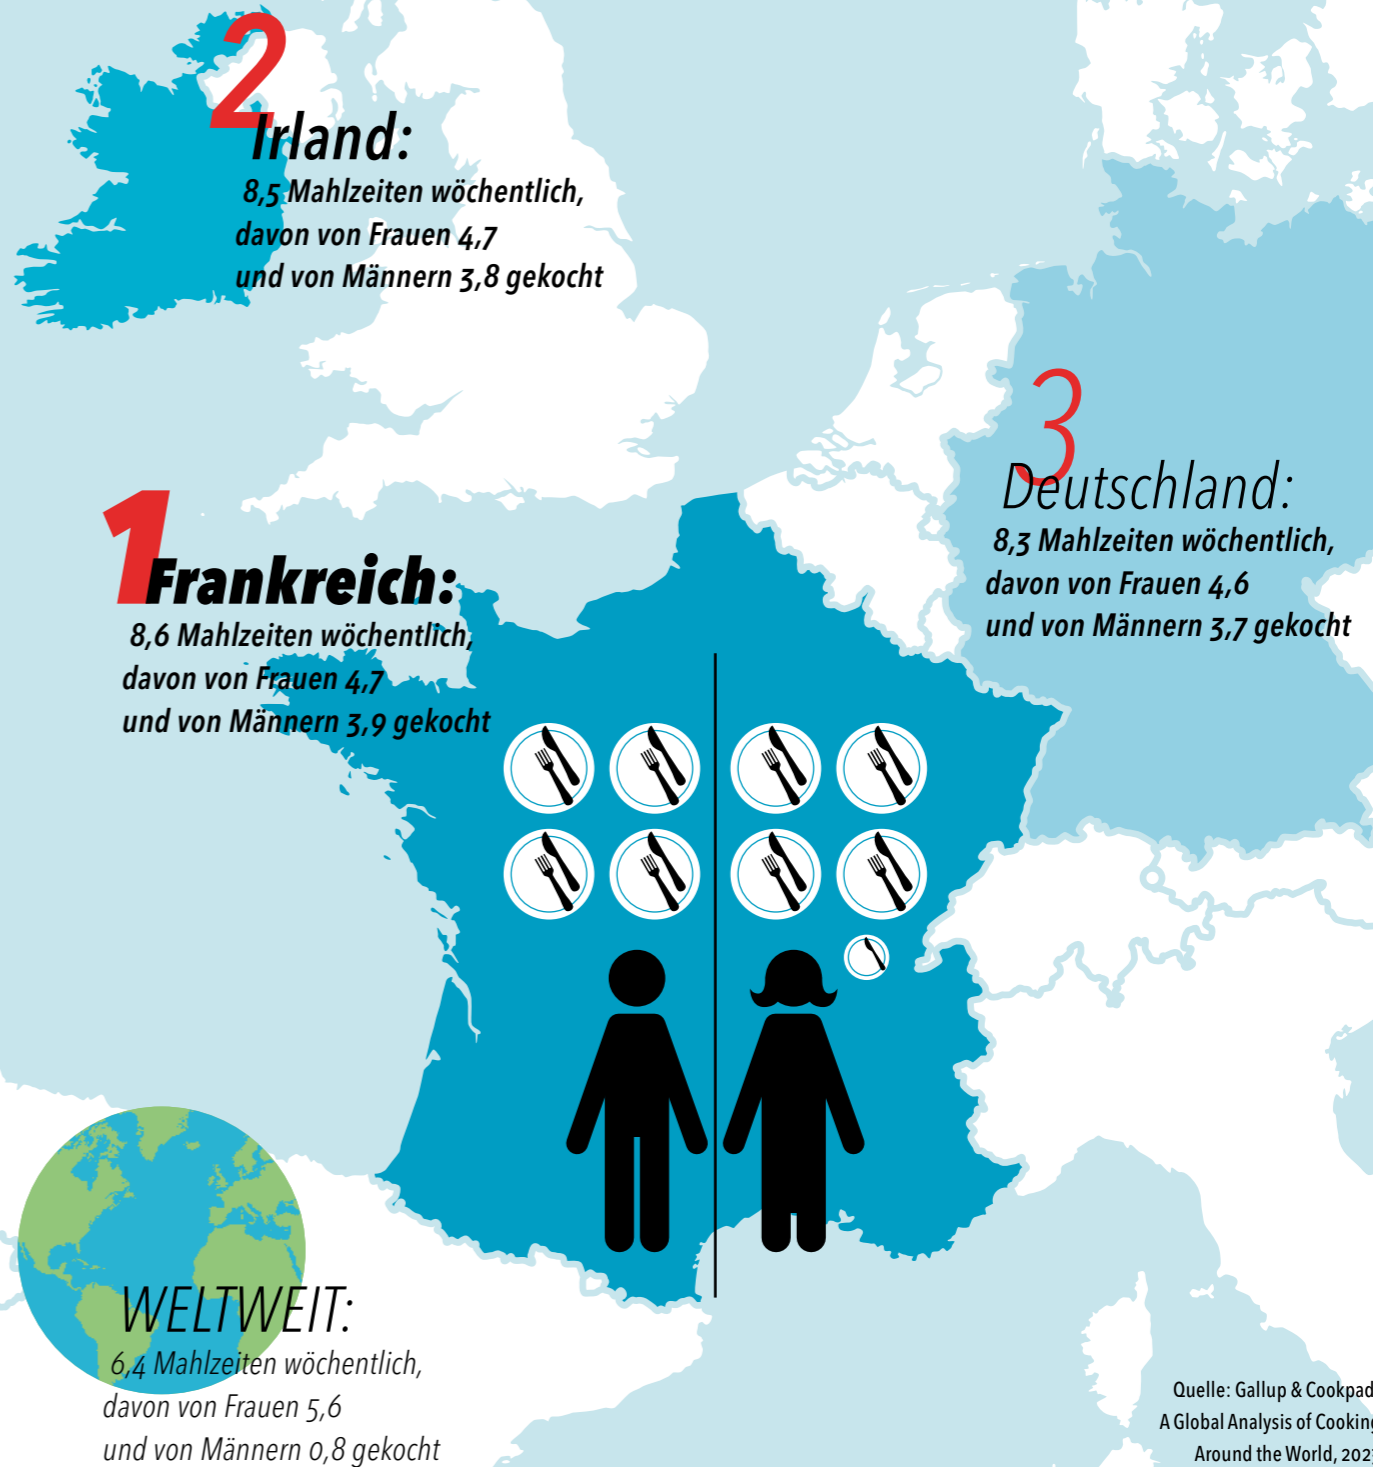 2
Irland:
8,5 Mahlzeiten wöchentlich,
davon von Frauen 4,7
und von Männern 3,8 gekocht
3
Deutschland:
8,3 Mahlzeiten wöchentlich,
davon von Frauen 4,6
und von Männern 3,7 gekocht
1
Frankreich:
8,6 Mahlzeiten wöchentlich,
davon von Frauen 4,7
und von Männern 3,9 gekocht
WELTWEIT:
6,4 Mahlzeiten wöchentlich,
davon von Frauen 5,6
und von Männern 0,8 gekocht
Quelle: Gallup & Cookpad
A Global Analysis of Cooking
Around the World,